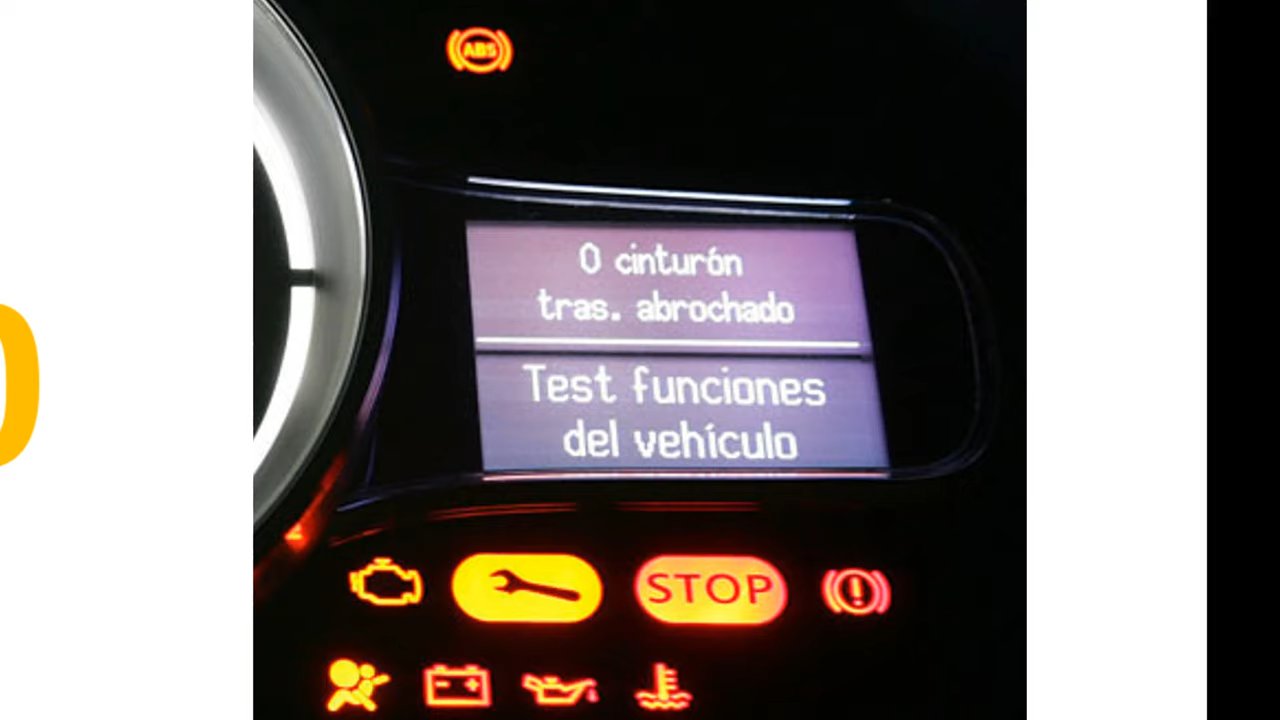 ABS
0 cinturón
tras. abrochado
Test funciones
del vehículo
STOP